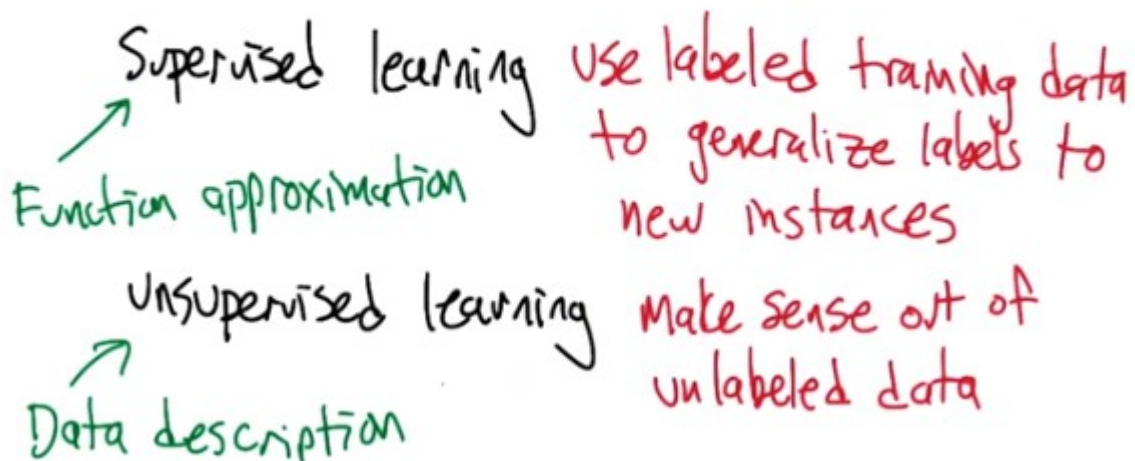 Supervised learning use labeled training data
to generalize labels to
Function approximation
new instances
unsupervised learning make sense out of
unlabeled data
Data description